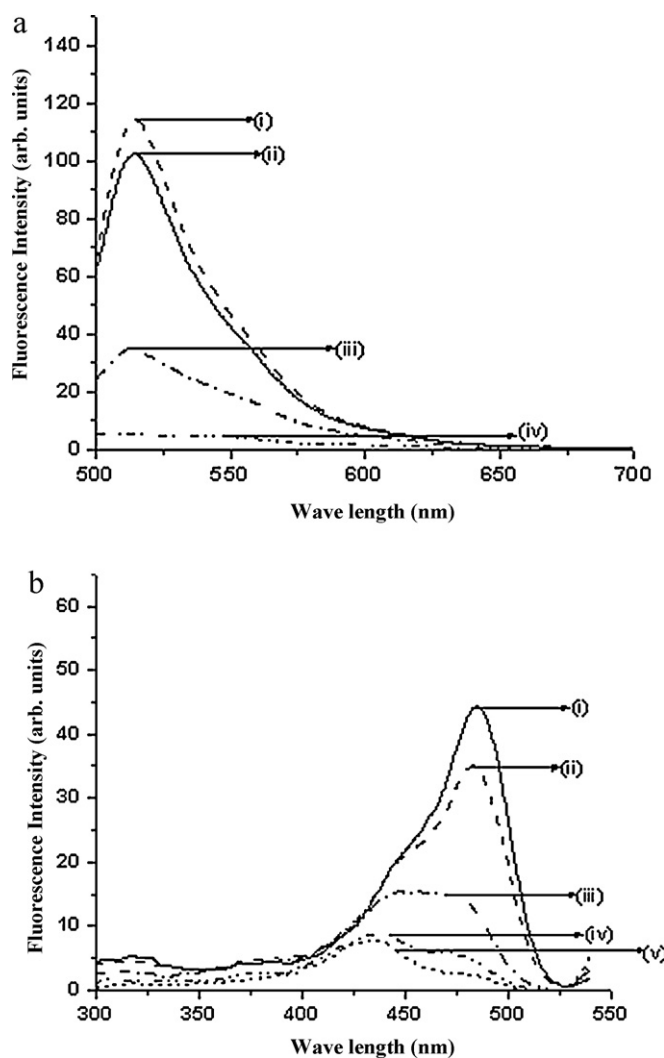 a
140
120
100
80
60
40
20
0
(i)
(ii)
(iii)
(iv)
500 550 600 650 700
Wave length (nm)
Fluorescence Intensity (arb. units)
b
60
50
40
30
20
10
0
(i)
(ii)
(iii)
(iv)
(v)
300 350 400 450 500 550
Wave length (nm)
Fluorescence Intensity (arb. units)